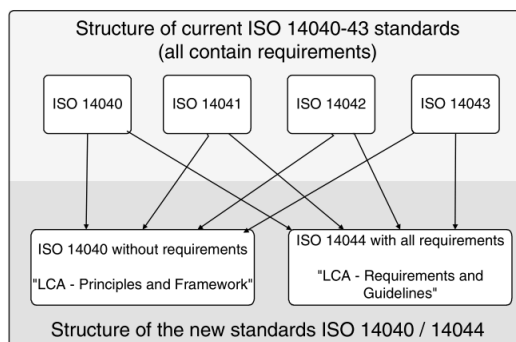 Structure of current ISO 14040-43 standards
(all contain requirements)
ISO 14040
ISO 14041
ISO 14042
ISO 14043
ISO 14040 without requirements
"LCA - Principles and Framework"
ISO 14044 with all requirements
"LCA - Requirements and
Guidelines"
Structure of the new standards ISO 14040 / 14044